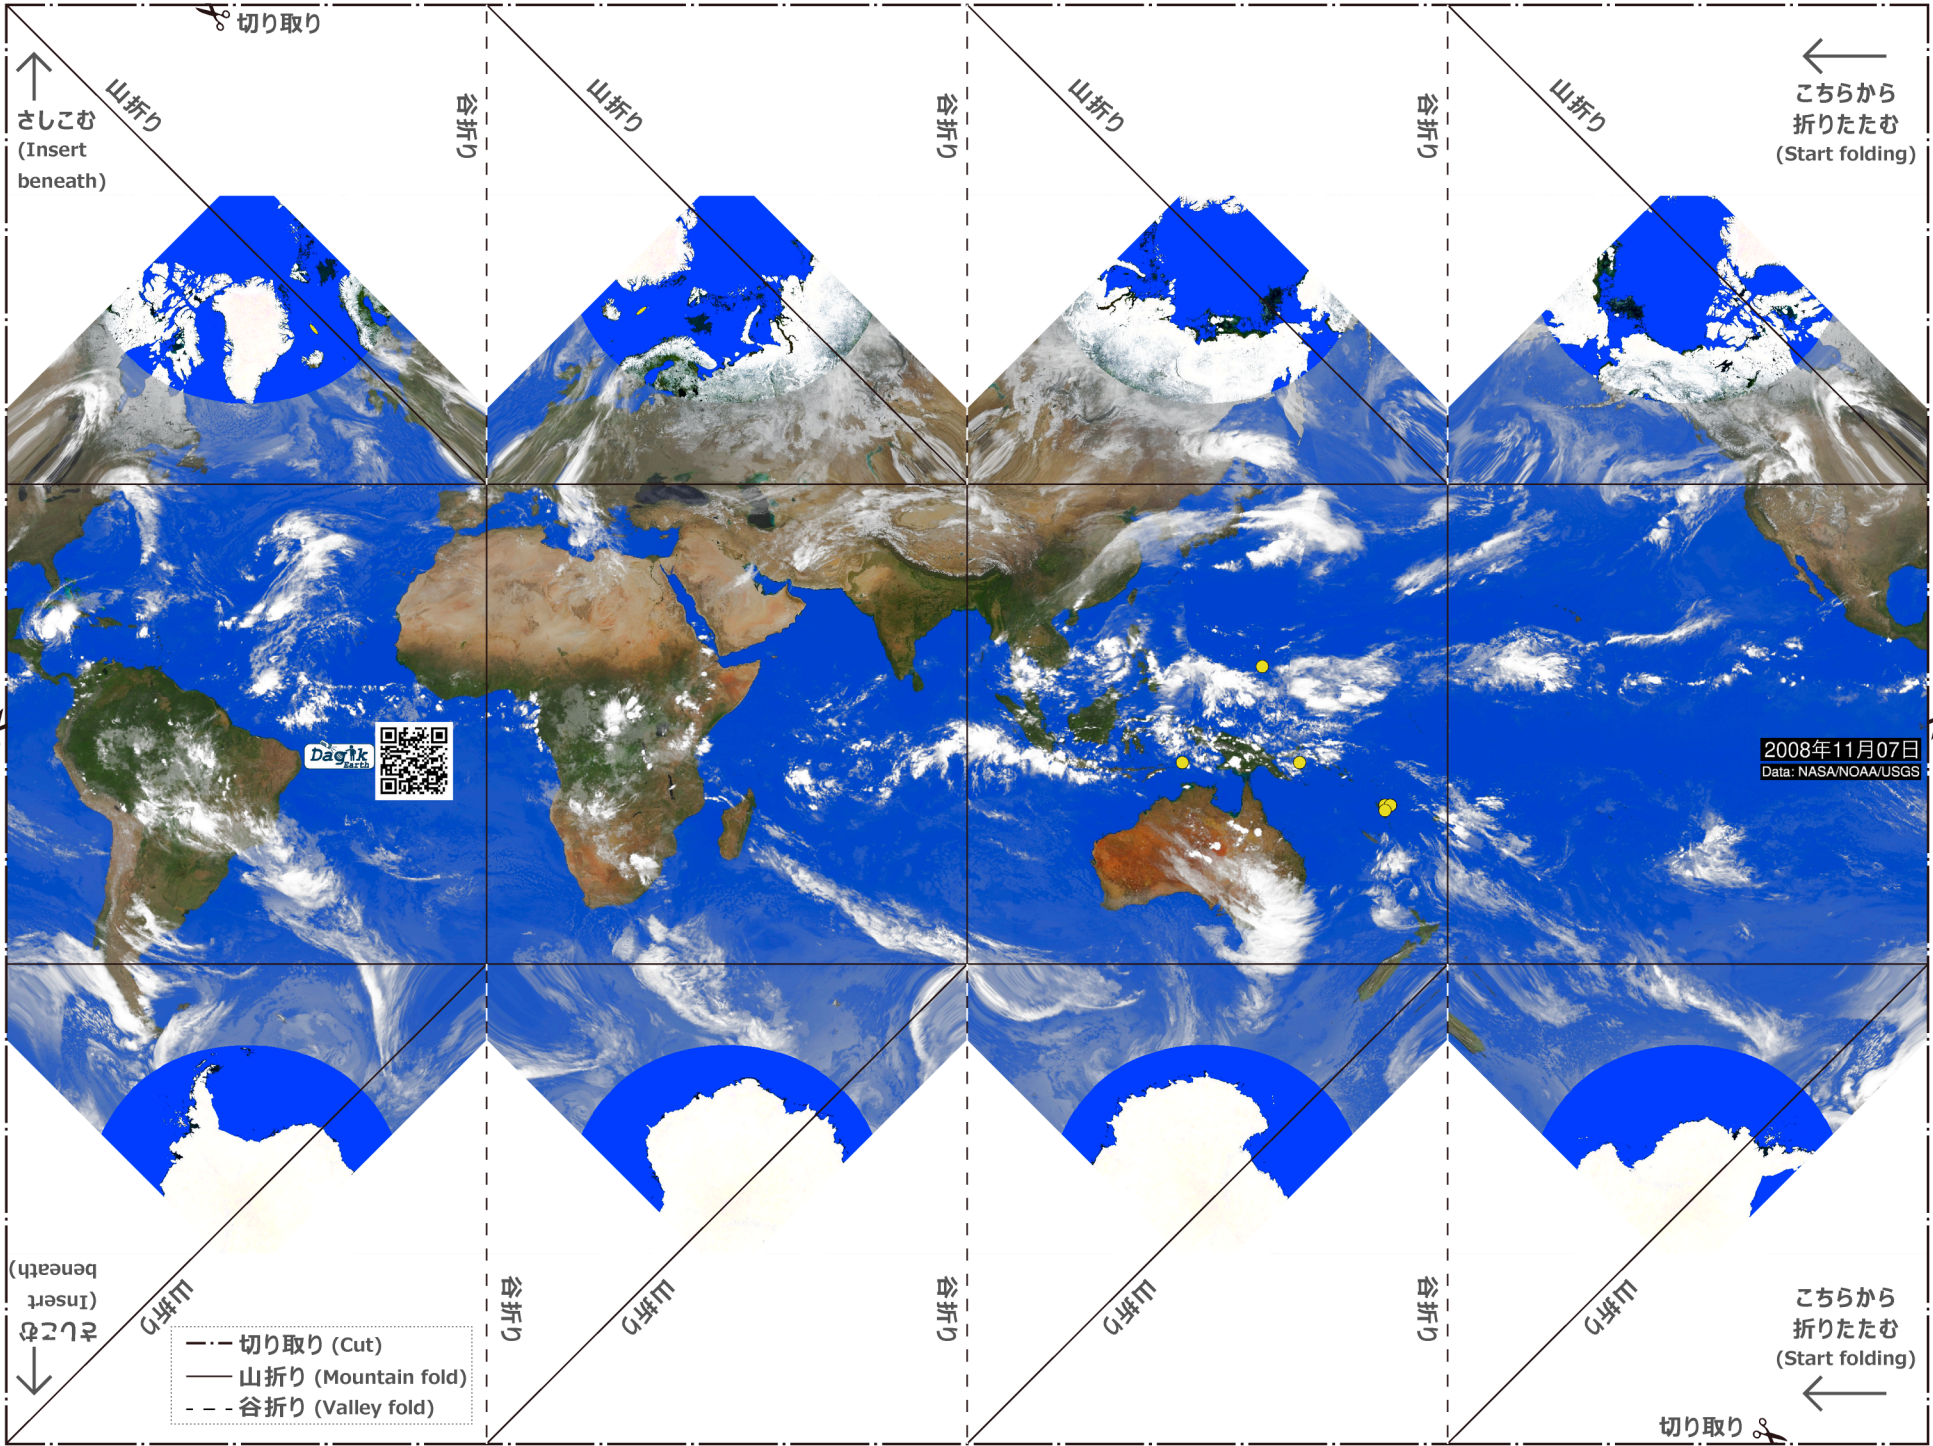 切り取り
山折り
谷折り
山折り
谷折り
山折り
谷折り
山折り
さしこむ
(Insert
beneath)
こちらから
折りたたむ
(Start folding)
Dagik
Earth
2008年11月07日
Data: NASA/NOAA/USGS
さしこむ
(Insert
beneath)
山折り
谷折り
山折り
谷折り
山折り
谷折り
山折り
こちらから
折りたたむ
(Start folding)
切り取り (Cut)
山折り (Mountain fold)
谷折り (Valley fold)
切り取り